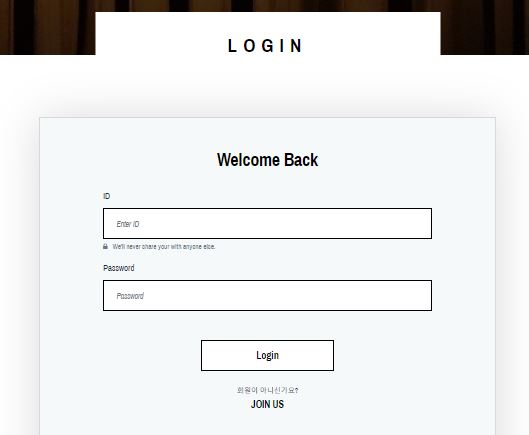 LOGIN
Welcome Back
ID
Enter ID
We'll never share your with anyone else.
Password
Password
Login
회원이 아니신가요?
JOIN US